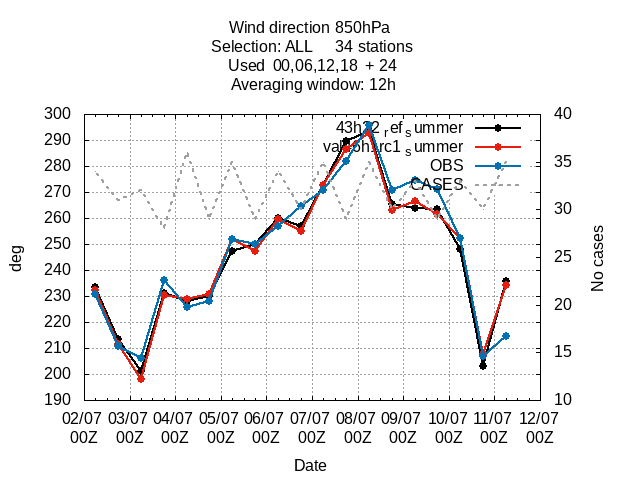 Wind direction 850hPa
Selection: ALL 34 stations
Used 00,06,12,18 + 24
Averaging window: 12h
300 290 280 270 260 250 240 230 220 210 200 190
40 35 30 25 20 15 10
ref summer
summer
OBS
CASES
deg
No cases
02/07 03/07 04/07 05/07 06/07 07/07 08/07 09/07 10/07 11/07 12/07
00Z 00Z 00Z 00Z 00Z 00Z 00Z 00Z 00Z 00Z 00Z
Date